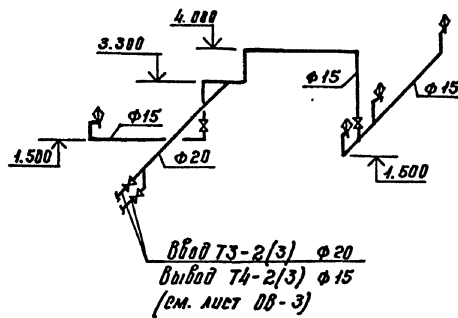 4.000
3.300
ф15
ф15
ф15
1.500
ф20
1.500
Ввод Т3-2(3) ф20
Вывод Т4-2(3) ф15
(см. лист ОВ-3)